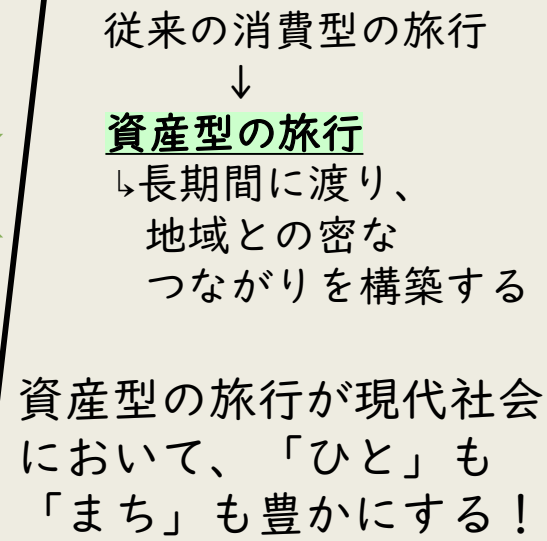 従来の消費型の旅行
↓
資産型の旅行
↳長期間に渡り、
地域との密な
つながりを構築する
資産型の旅行が現代社会
において、「ひと」も
「まち」も豊かにする！